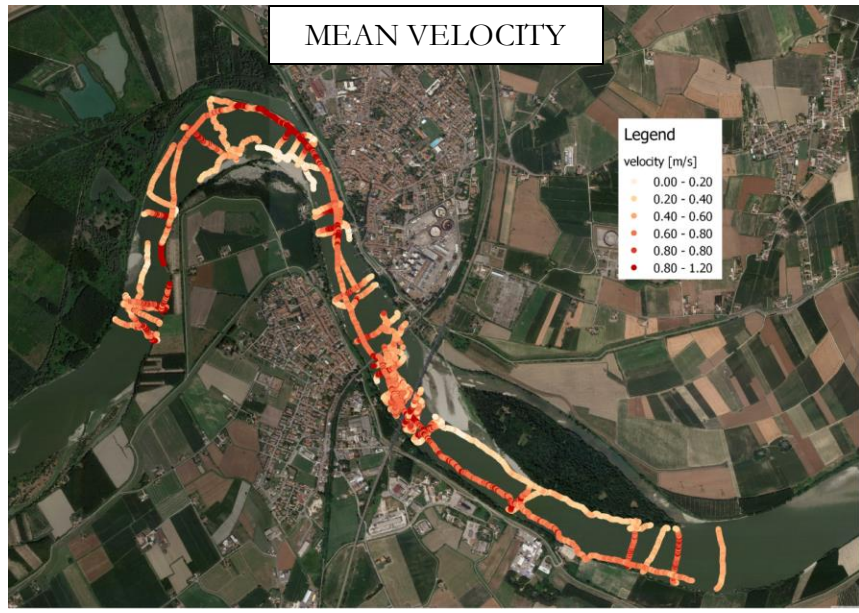 MEAN VELOCITY
Legend
velocity [m/s]
0.00 - 0.20
0.20 - 0.40
0.40 - 0.60
0.60 - 0.80
0.80 - 0.80
0.80 - 1.20